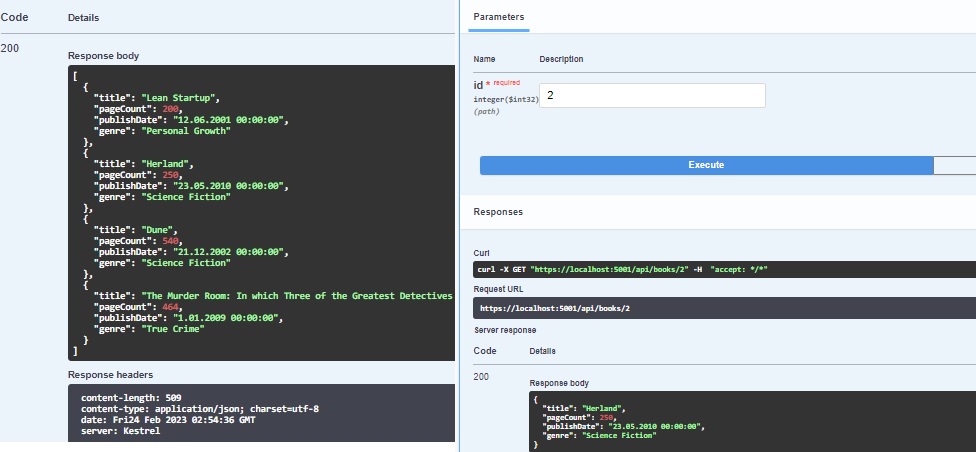 Code Details
200
Response body
[
{
"title": "Lean Startup",
"pageCount": 200,
"publishDate": "12.06.2001 00:00:00",
"genre": "Personal Growth"
},
{
"title": "Herland",
"pageCount": 250,
"publishDate": "23.05.2010 00:00:00",
"genre": "Science Fiction"
},
{
"title": "Dune",
"pageCount": 540,
"publishDate": "21.12.2002 00:00:00",
"genre": "Science Fiction"
},
{
"title": "The Murder Room: In which Three of the Greatest Detectives
"pageCount": 464,
"publishDate": "1.01.2009 00:00:00",
"genre": "True Crime"
}
]
Response headers
content-length: 509
content-type: application/json; charset=utf-8
date: Fri24 Feb 2023 02:54:36 GMT
server: Kestrel
Parameters
Name Description
id * required
integer($int32) 2
(path)
Execute
Responses
Curl
curl -X GET "https://localhost:5001/api/books/2" -H "accept: */*"
Request URL
https://localhost:5001/api/books/2
Server response
Code Details
200
Response body
{
"title": "Herland",
"pageCount": 250,
"publishDate": "23.05.2010 00:00:00",
"genre": "Science Fiction"
}